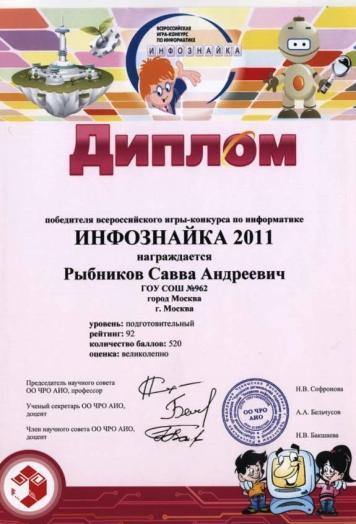 ВСЕРОССИЙСКАЯ
ИГРА-КОНКУРС
ПО ИНФОРМАТИКЕ
ИНФОЗНАЙКА
ДИПЛОМ
победителя всероссийского игры-конкурса по информатике
ИНФОЗНАЙКА 2011
награждается
Рыбников Савва Андреевич
ГОУ СОШ №962
город Москва
г. Москва
уровень: подготовительный
рейтинг: 92
количество баллов: 520
оценка: великолепно
Председатель научного совета
ОО ЧРО АИО, профессор
Н.В. Софронова
Ученый секретарь ОО ЧРО АИО,
доцент
А.А. Бельчусов
Член научного совета ОО ЧРО АИО,
доцент
Н.В. Бакшаева
ОО ЧРО
АИО